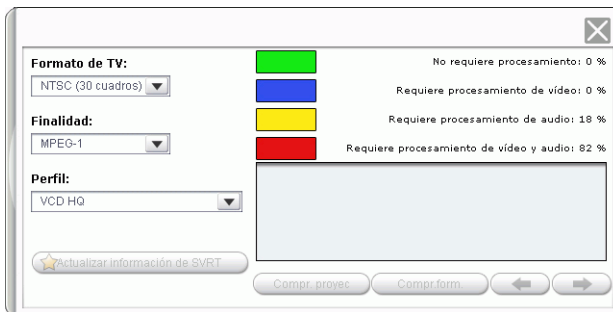 Formato de TV:
NTSC (30 cuadros)
Finalidad:
MPEG-1
Perfil:
VCD HQ
Actualizar información de SVRT
No requiere procesamiento: 0 %
Requiere procesamiento de vídeo: 0 %
Requiere procesamiento de audio: 18 %
Requiere procesamiento de vídeo y audio: 82 %
Compr. proyec
Compr.form.